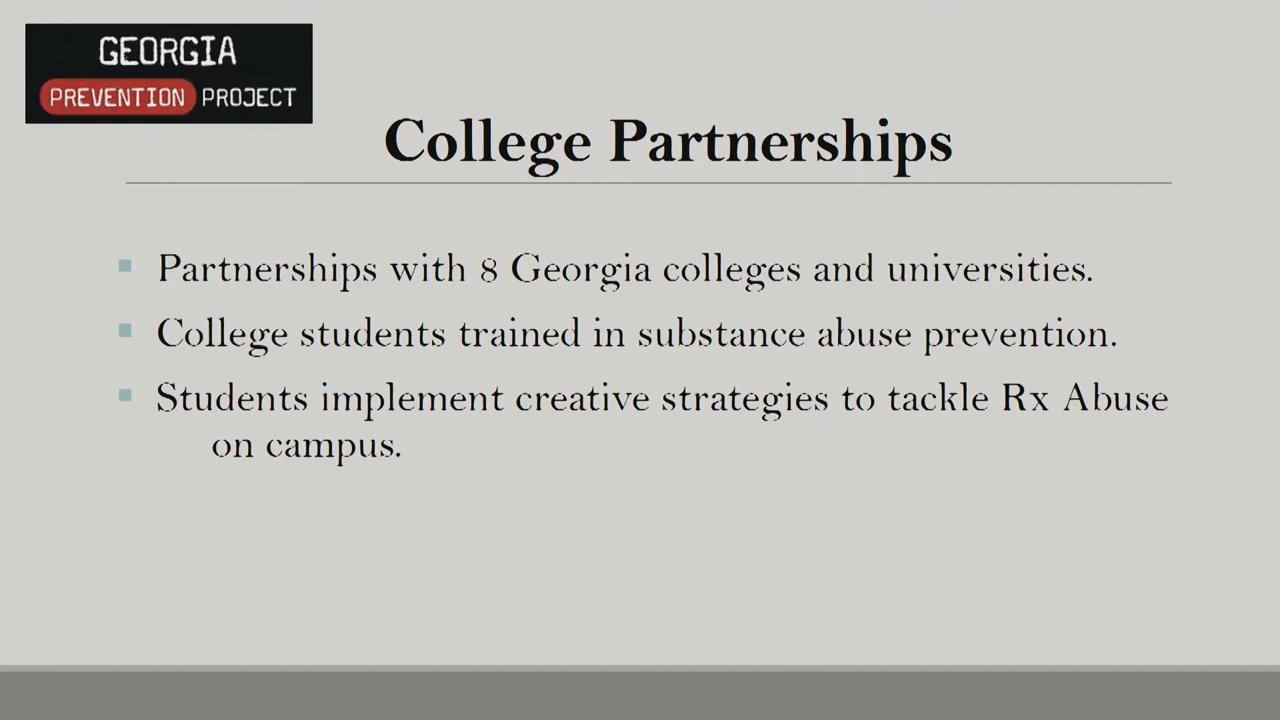 GEORGIA
PREVENTION PROJECT
College Partnerships
Partnerships with 8 Georgia colleges and universities.
College students trained in substance abuse prevention.
Students implement creative strategies to tackle Rx Abuse
on campus.